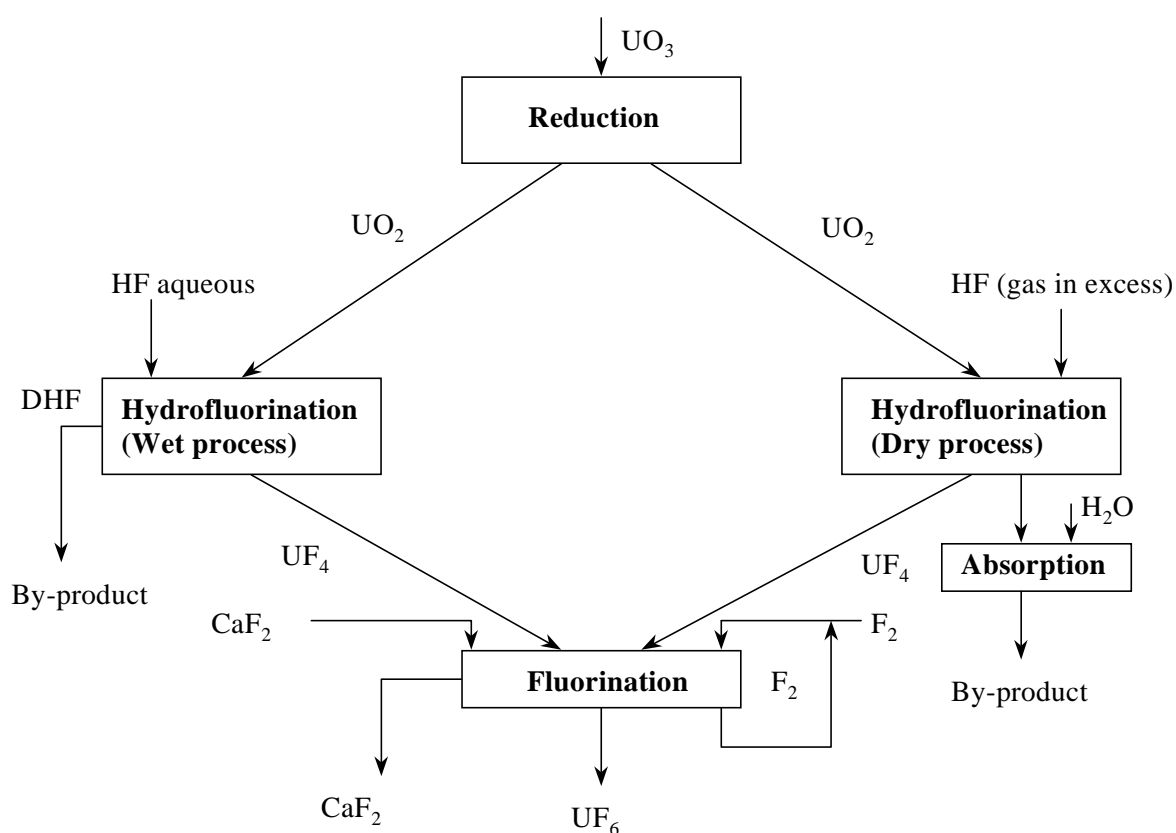 UO₃
Reduction
UO₂
UO₂
HF aqueous
HF (gas in excess)
DHF
Hydrofluorination
(Wet process)
Hydrofluorination
(Dry process)
H₂O
UF₄
UF₄
Absorption
By-product
CaF₂
F₂
Fluorination
F₂
By-product
CaF₂
UF₆